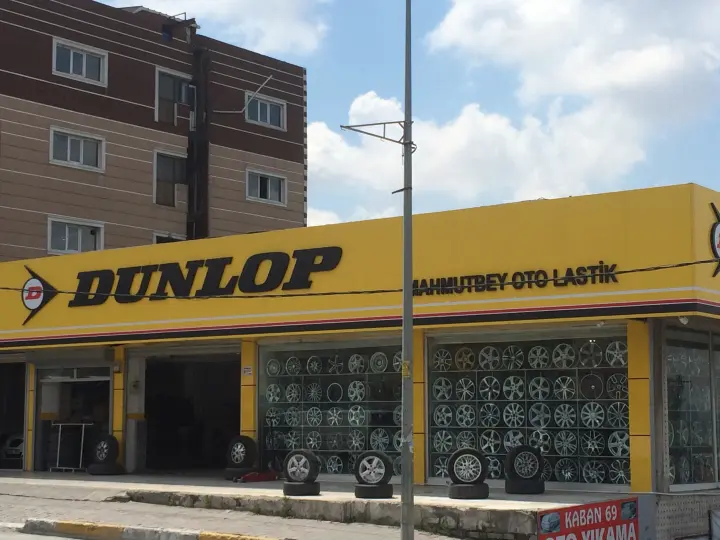 D DUNLOP
MAHMUTBEY OTO LASTİK
KABAN 69
OTO YIKAMA